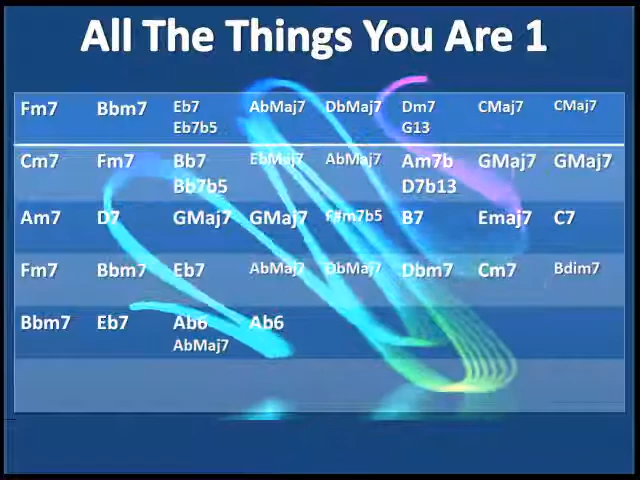 All The Things You Are 1
Fm7 Bbm7 Eb7 AbMaj7 DbMaj7 Dm7 CMaj7 CMaj7
Eb7b5 G13
Cm7 Fm7 Bb7 EbMaj7 AbMaj7 Am7b GMaj7 GMaj7
Bb7b5 D7b13
Am7 D7 GMaj7 GMaj7 F#m7b5 B7 Emaj7 C7
Fm7 Bbm7 Eb7 AbMaj7 DbMaj7 Dbm7 Cm7 Bdim7
Bbm7 Eb7 Ab6 Ab6
AbMaj7